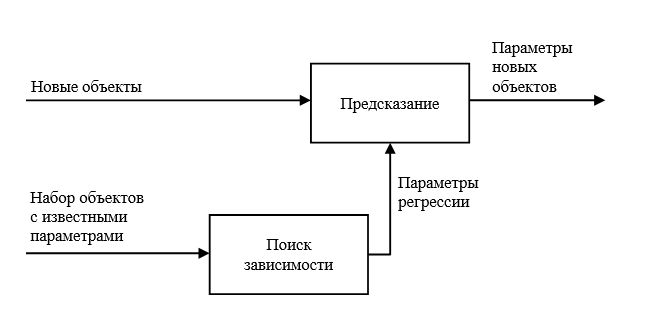 Параметры
новых
объектов
Новые объекты
Предсказание
Набор объектов
с известными
параметрами
Параметры
регрессии
Поиск
зависимости